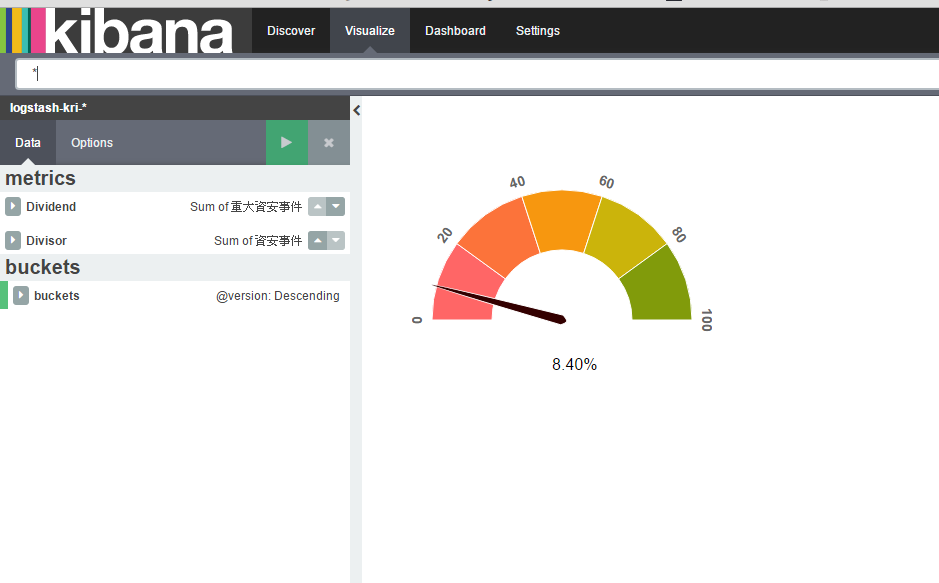 kibana Discover Visualize Dashboard Settings
*
logstash-kri-*
Data Options
metrics
Dividend Sum of 重大資安事件
Divisor Sum of 資安事件
buckets
buckets @version: Descending
0
20
40
60
80
100
8.40%